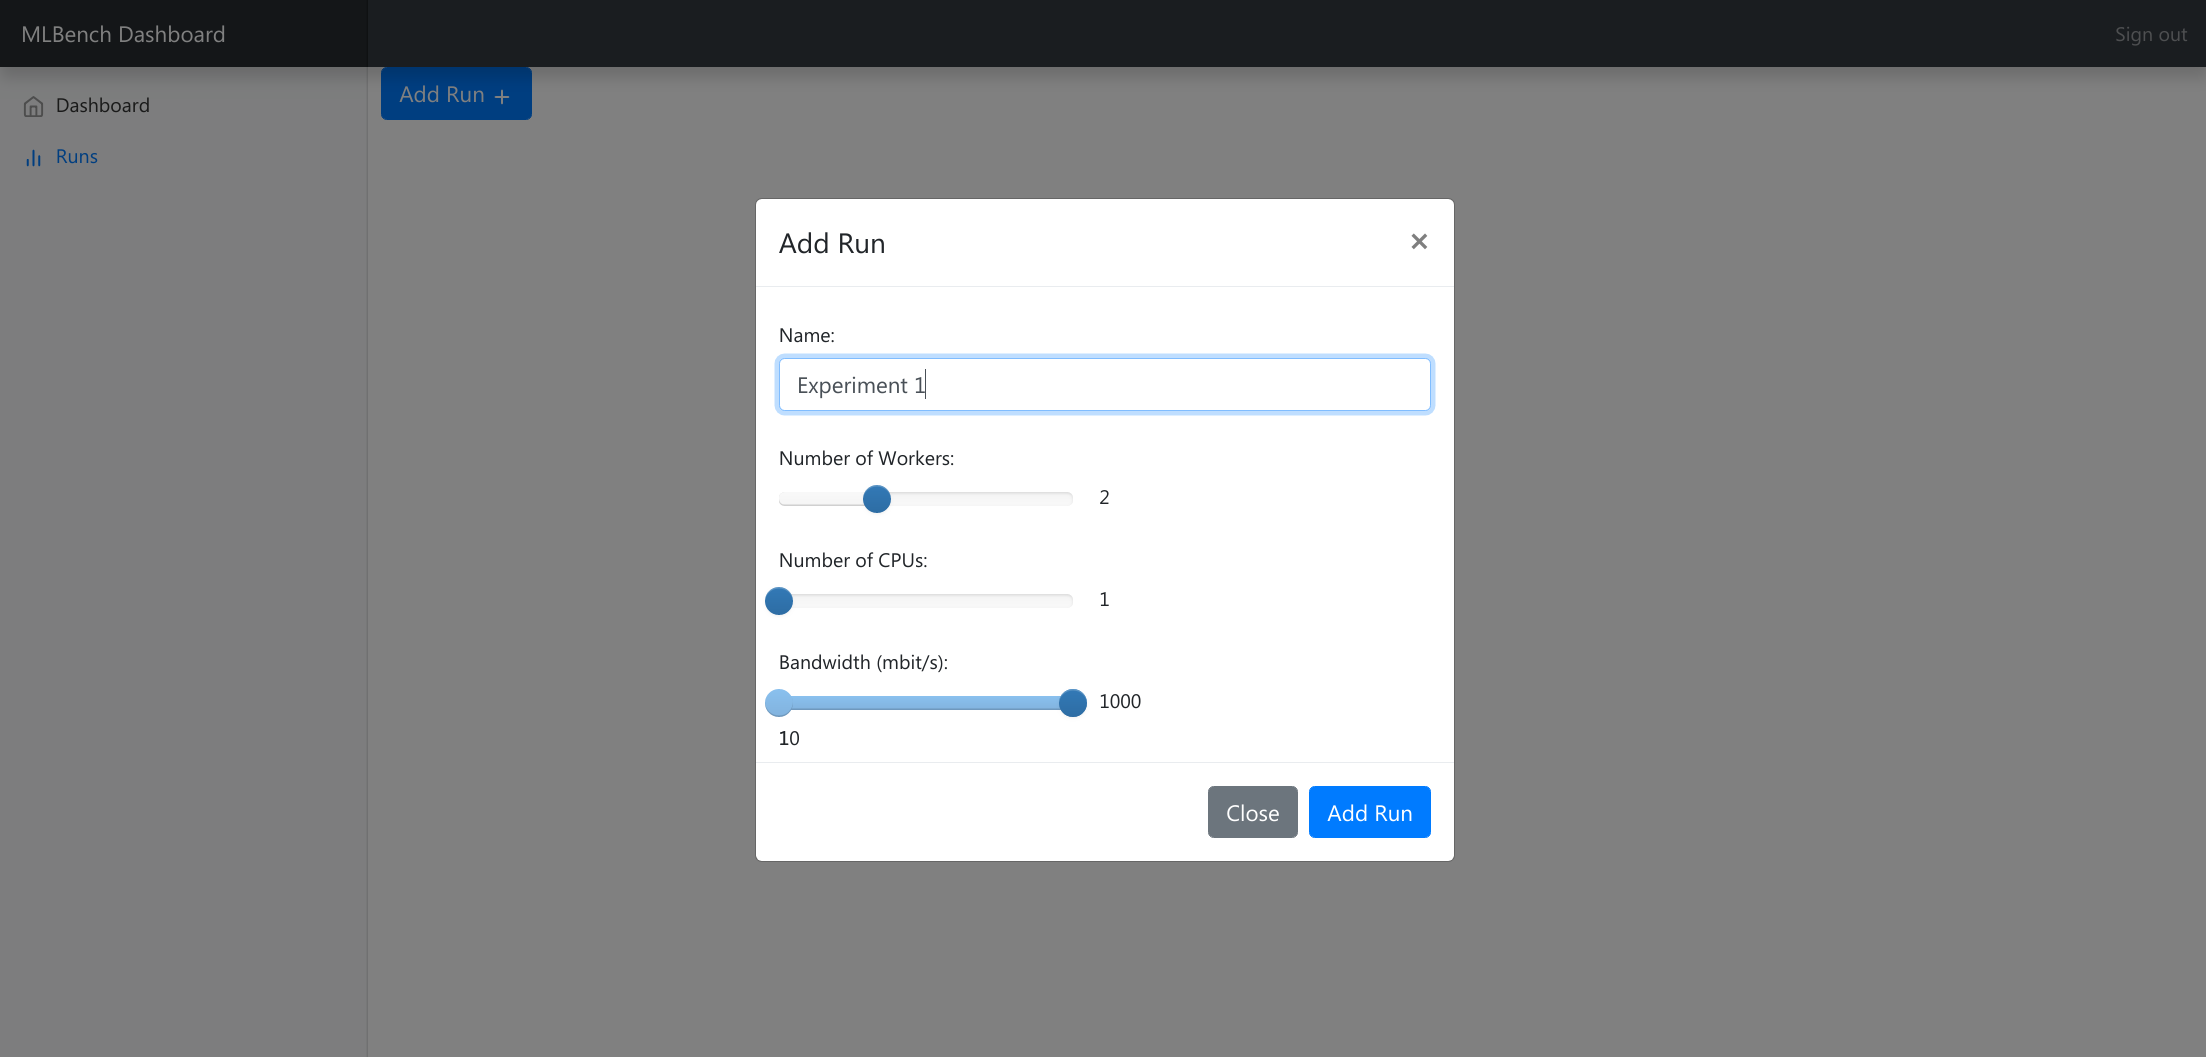 MLBench Dashboard
Sign out
Dashboard
Runs
Add Run +
Add Run
×
Name:
Experiment 1
Number of Workers:
2
Number of CPUs:
1
Bandwidth (mbit/s):
1000
10
Close
Add Run